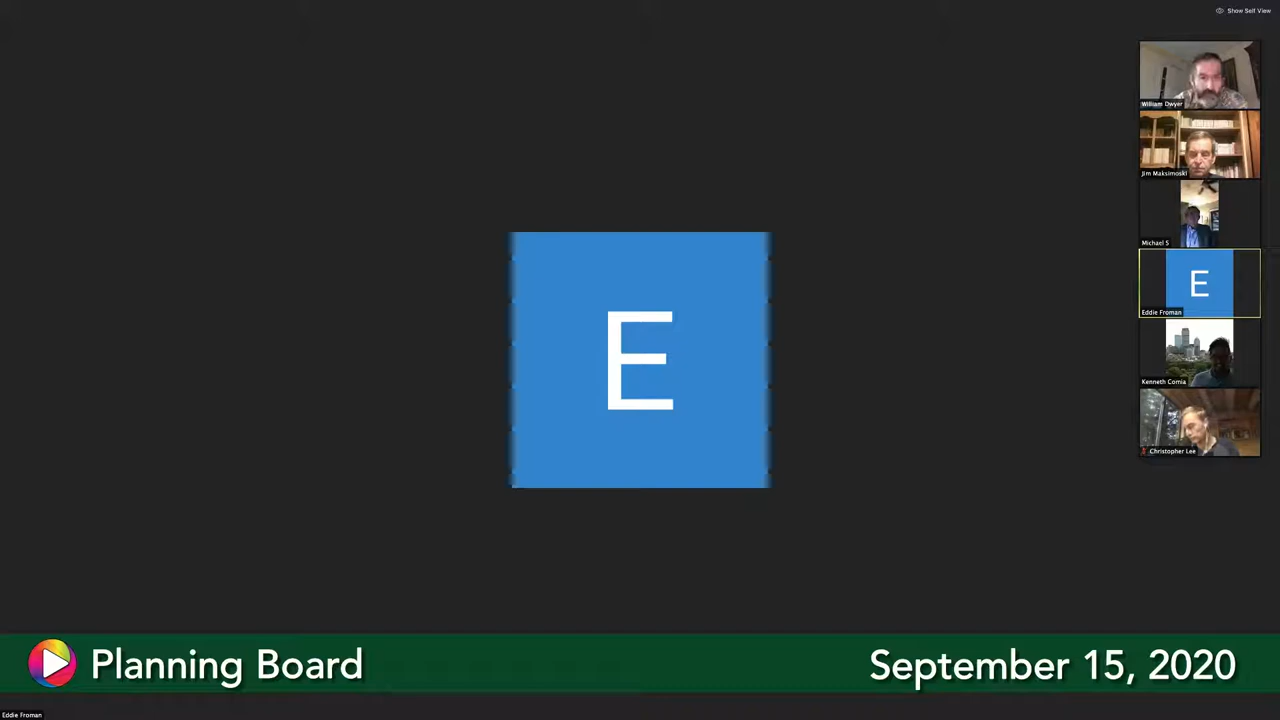 Show Self View
William Dwyer
Jim Maksimoski
Michael S
E
E
Eddie Froman
Kenneth Comia
Christopher Lee
Planning Board
September 15, 2020
Eddie Froman